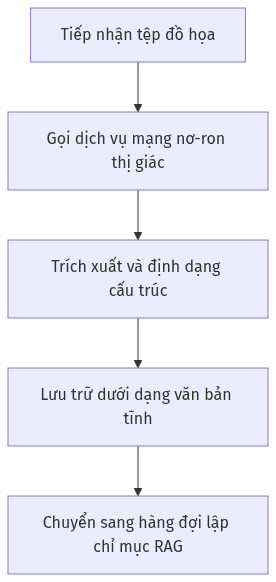 Tiếp nhận tệp đồ họa
Gọi dịch vụ mạng nơ-ron
thị giác
Trích xuất và định dạng
cấu trúc
Lưu trữ dưới dạng văn bản
tĩnh
Chuyển sang hàng đợi lập
chỉ mục RAG